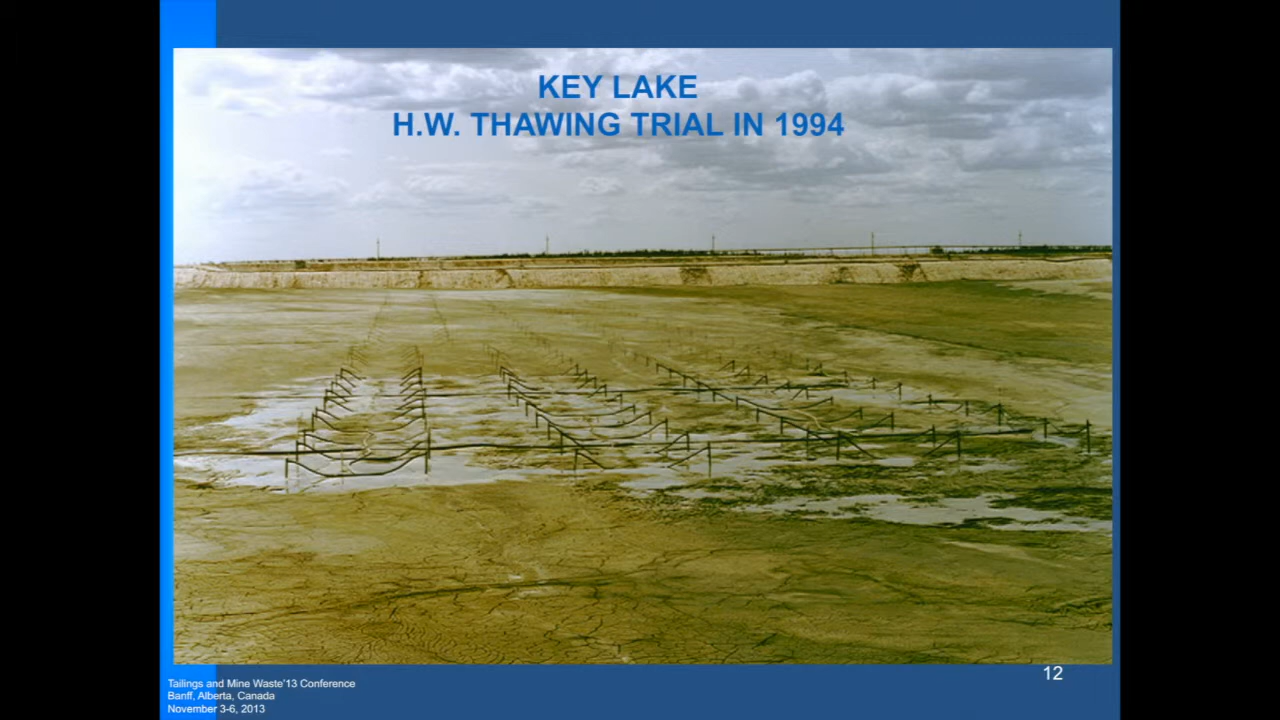 KEY LAKE
H.W. THAWING TRIAL IN 1994
12
Tailings and Mine Waste'13 Conference
Banff, Alberta, Canada
November 3-6, 2013